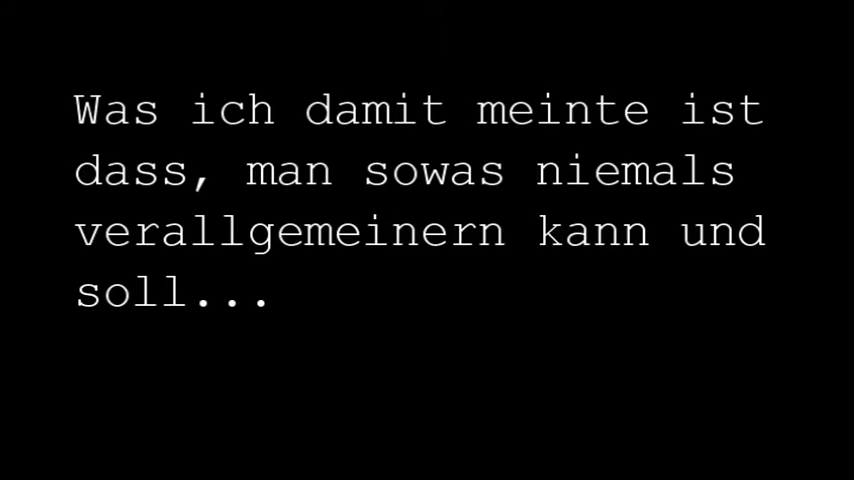 Was ich damit meinte ist
dass, man sowas niemals
verallgemeinern kann und
soll...